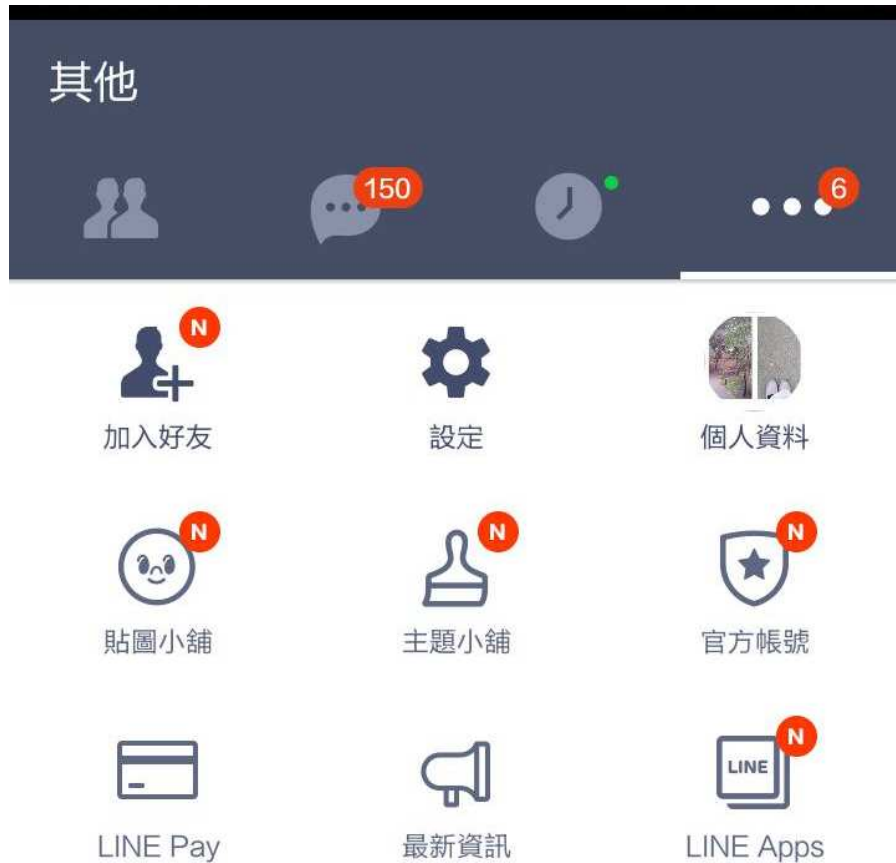 其他
150
6
N
加入好友 設定 個人資料
N N N
貼圖小舖 主題小舖 官方帳號
N
LINE
LINE Pay 最新資訊 LINE Apps